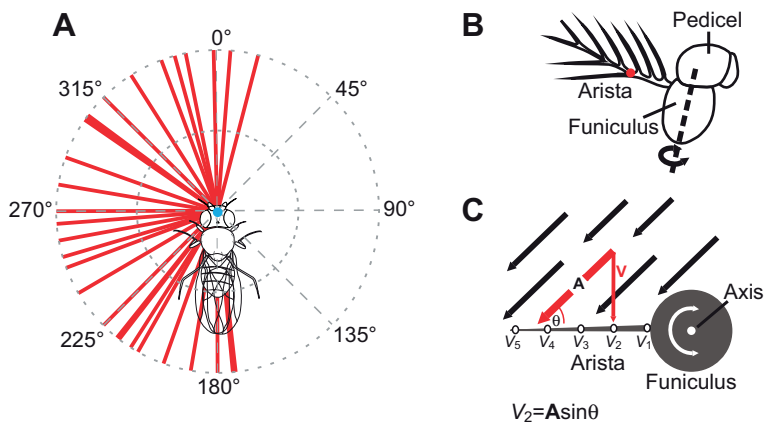 A
0°
45°
90°
135°
180°
225°
270°
315°
B
Pedicel
Arista
Funiculus
C
A
V
θ
Axis
V5 V4 V3 V2 V1
Arista
Funiculus
V2=Asinθ